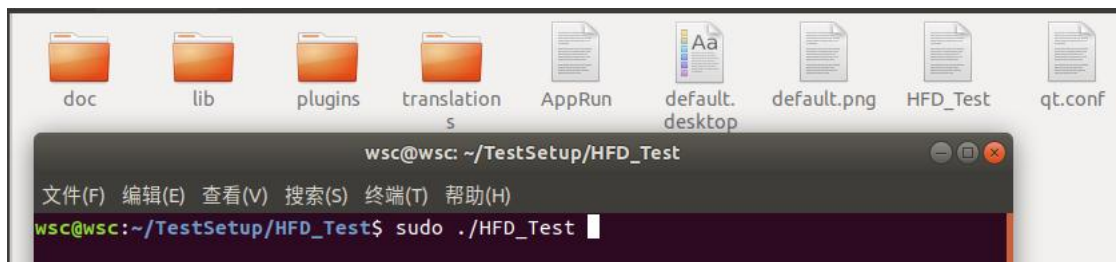 doc lib plugins translation AppRun default. default.png HFD_Test qt.conf
s desktop
Aa
wsc@wsc: ~/TestSetup/HFD_Test
文件(F) 编辑(E) 查看(V) 搜索(S) 终端(T) 帮助(H)
wsc@wsc:~/TestSetup/HFD_Test$ sudo ./HFD_Test